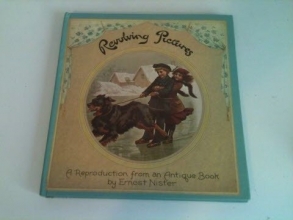 Revolving Pictures
A Reproduction from an Antique Book
by Ernest Nister